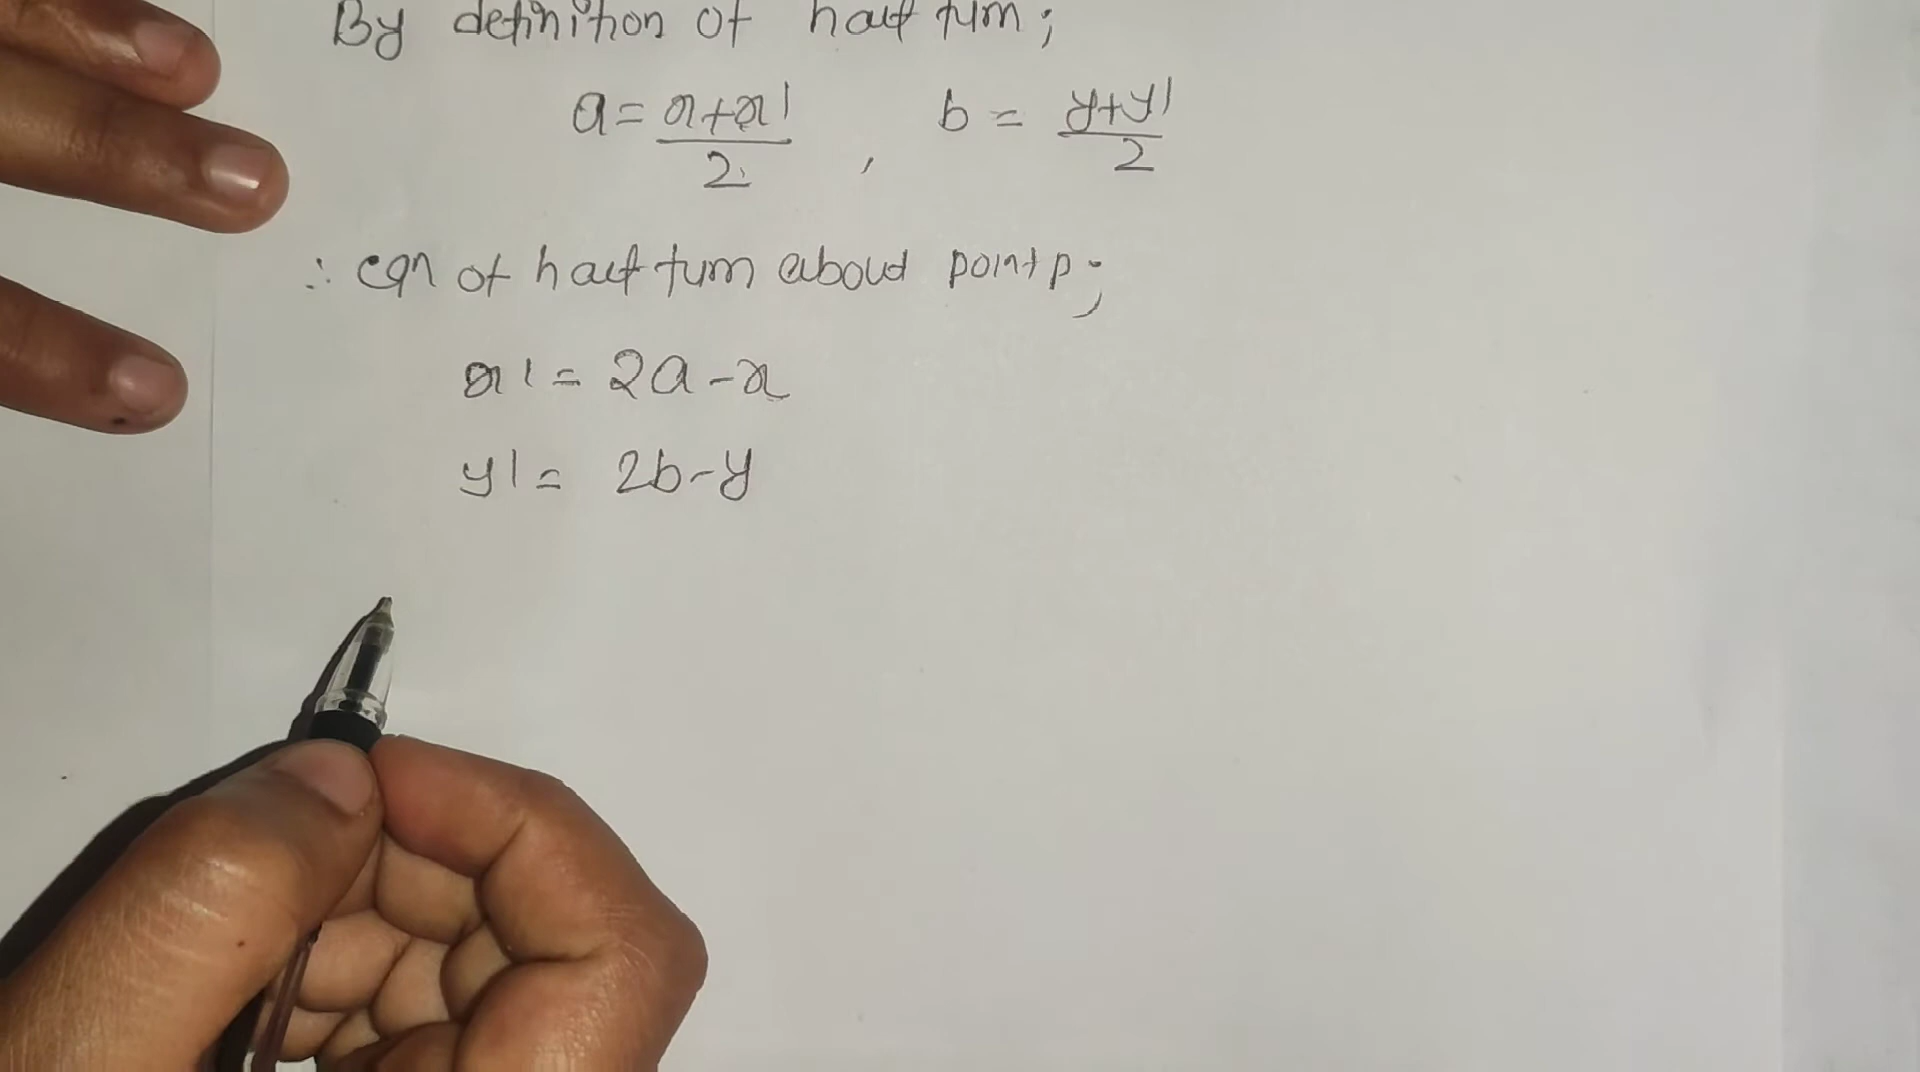 By definition of half turn;
a = x+x' / 2 , b = y+y' / 2
∴ eqn of half turn about point p;
x' = 2a - x
y' = 2b - y